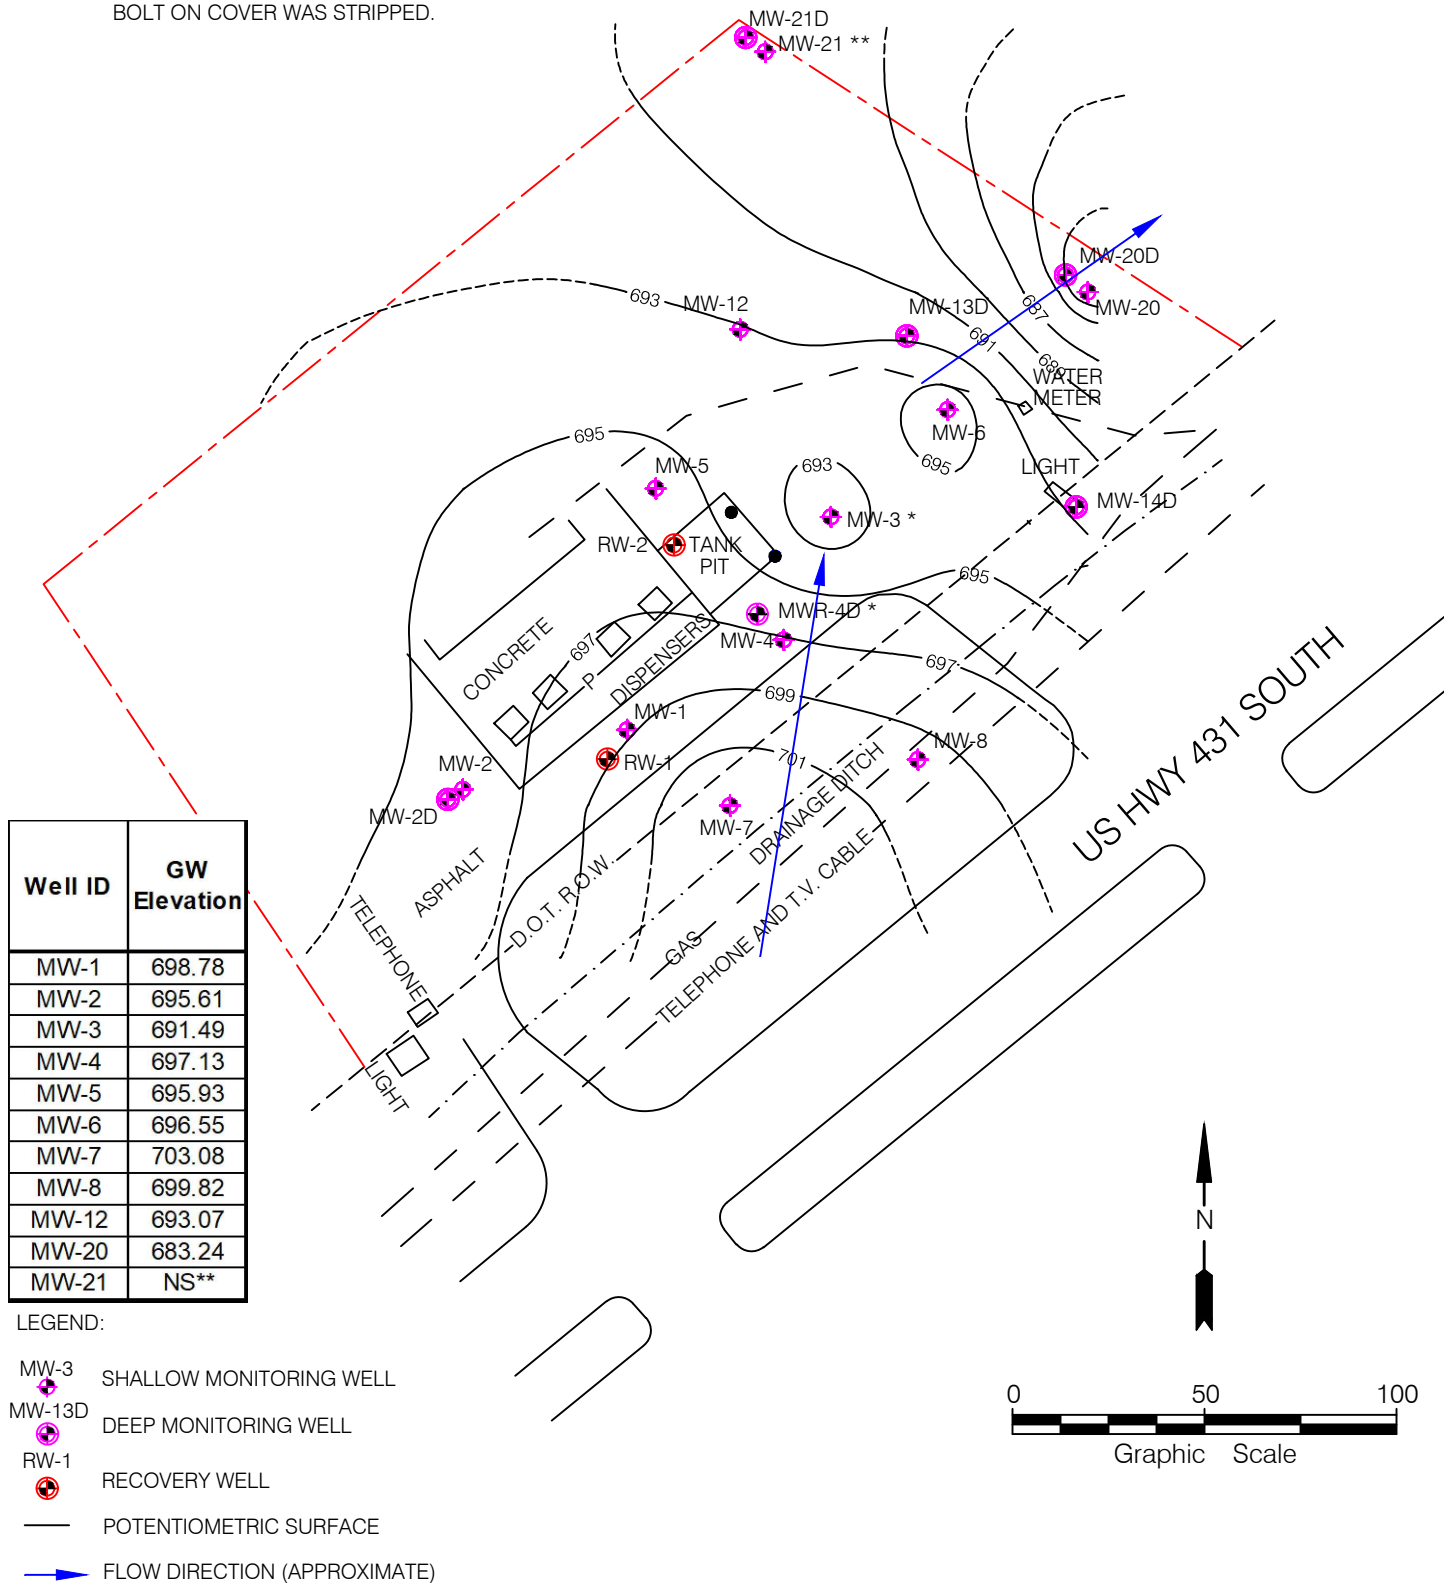 BOLT ON COVER WAS STRIPPED.
MW-21D
MW-21 **
MW-20D
MW-20
693
MW-12
MW-13D
687
691
689
WATER
METER
MW-6
695
695
MW-5
693
LIGHT
MW-14D
MW-3 *
RW-2
TANK
PIT
695
MWR-4D *
MW-4
CONCRETE
697
P
DISPENSERS
697
699
MW-1
RW-1
701
MW-8
MW-2
MW-2D
MW-7
DRAINAGE DITCH
US HWY 431 SOUTH
ASPHALT
D.O.T. R.O.W.
TELEPHONE
GAS
TELEPHONE AND T.V. CABLE
LIGHT
Well ID GW Elevation
MW-1 698.78
MW-2 695.61
MW-3 691.49
MW-4 697.13
MW-5 695.93
MW-6 696.55
MW-7 703.08
MW-8 699.82
MW-12 693.07
MW-20 683.24
MW-21 NS**
N
LEGEND:
MW-3 SHALLOW MONITORING WELL
MW-13D DEEP MONITORING WELL
RW-1 RECOVERY WELL
POTENTIOMETRIC SURFACE
FLOW DIRECTION (APPROXIMATE)
0 50 100
Graphic Scale